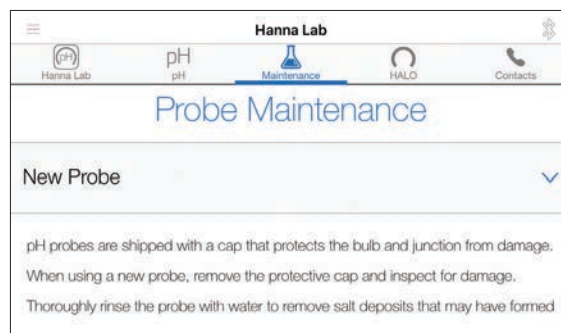 Hanna Lab
pH
Hanna Lab
pH
pH
Maintenance
HALO
Contacts
Probe Maintenance
New Probe
pH probes are shipped with a cap that protects the bulb and junction from damage.
When using a new probe, remove the protective cap and inspect for damage.
Thoroughly rinse the probe with water to remove salt deposits that may have formed